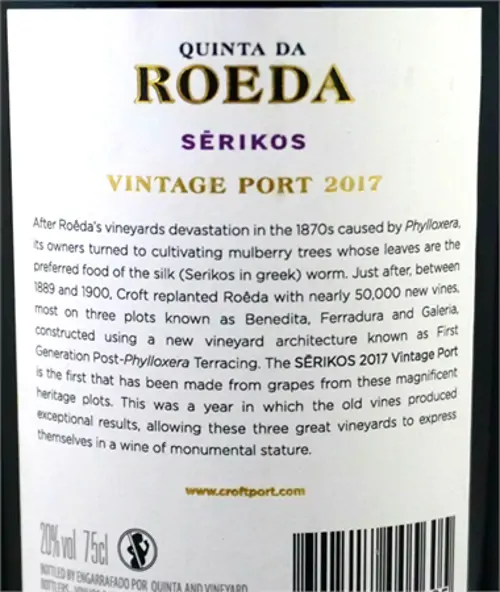 QUINTA DA
ROEDA
SĒRIKOS
VINTAGE PORT 2017
After Roêda's vineyards devastation in the 1870s caused by Phylloxera,
its owners turned to cultivating mulberry trees whose leaves are the
preferred food of the silk (Serikos in greek) worm. Just after, between
1889 and 1900, Croft replanted Roêda with nearly 50,000 new vines,
most on three plots known as Benedita, Ferradura and Galeria,
constructed using a new vineyard architecture known as First
Generation Post-Phylloxera Terracing. The SĒRIKOS 2017 Vintage Port
is the first that has been made from grapes from these magnificent
heritage plots. This was a year in which the old vines produced
exceptional results, allowing these three great vineyards to express
themselves in a wine of monumental stature.
www.croftport.com
20%vol 75cl
BOTTLED BY ENGARRAFADO POR QUINTA AND VINEYARD